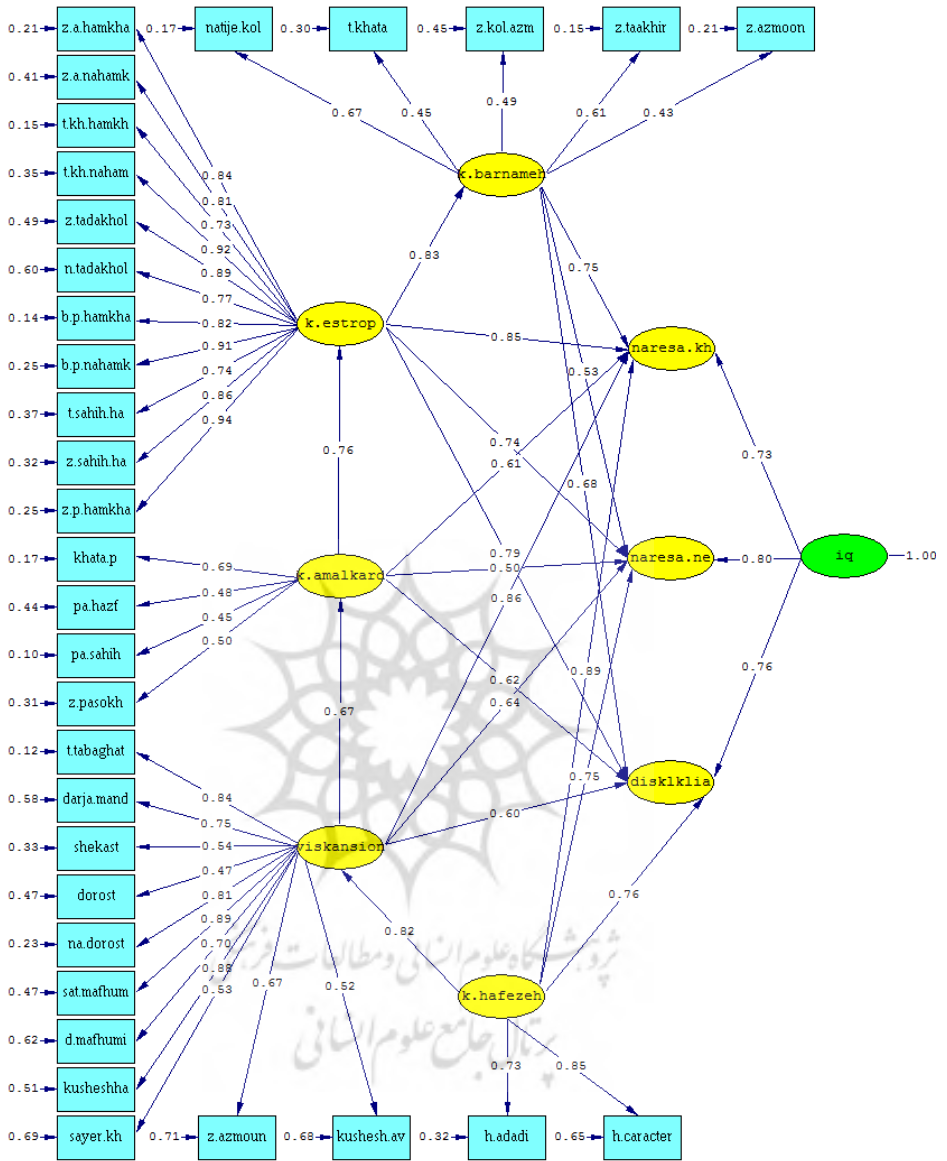 0.21 z.a.hamkha 0.17 natije.kol 0.30 t.khata 0.45 z.kol.azm 0.15 z.taakhir 0.21 z.azmoon
0.41 z.a.nahamk
0.67 0.45 0.49 0.61 0.43
0.15 t.kh.hamkh
0.35 t.kh.naham
k.barnameh
0.84
0.81
0.73
0.49 z.tadakhol
0.92
0.89
0.83
0.75
0.60 n.tadakhol
0.77
0.14 b.p.hamkha
0.82
k.estrop
0.85
naresa.kh
0.25 b.p.nahamk
0.91
0.74
0.53
0.37 t.sahih.ha
0.86
0.94
0.76
0.74
0.61
0.68
0.73
0.32 z.sahih.ha
0.25 z.p.hamkha
0.17 khata.p
0.69
k.amalkard
0.79
0.50
0.86
naresa.ne
0.80
iq
1.00
0.44 pa.hazf
0.48
0.10 pa.sahih
0.45
0.50
0.31 z.pasokh
0.67
0.62
0.64
0.89
0.76
0.12 t.tabaghat
0.84
0.75
0.58 darja.mand
0.75
disklklia
0.33 shekast
0.54
viskansion
0.60
0.47 dorost
0.47
0.81
0.89
0.70
0.88
0.53
0.82
0.76
0.23 na.dorost
پژوهشگاه علوم انسانی و مطالعات فرهنگی
0.47 sat.mafhum
0.67
0.52
k.hafezeh
0.62 d.mafhumi
پرتال جامع علوم انسانی
0.73
0.85
0.51 kusheshha
0.69 sayer.kh 0.71 z.azmoun 0.68 kushesh.av 0.32 h.adadi 0.65 h.caracter